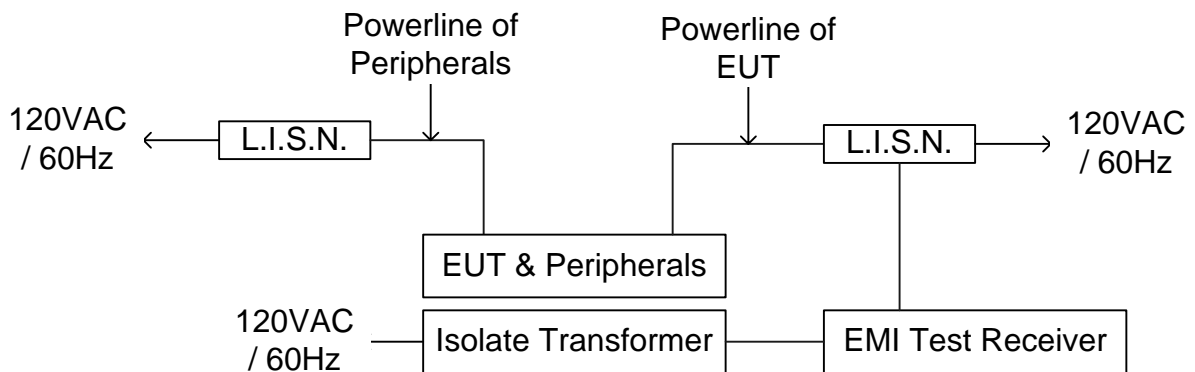 Powerline of
Peripherals
Powerline of
EUT
120VAC
/ 60Hz
L.I.S.N.
L.I.S.N.
120VAC
/ 60Hz
EUT & Peripherals
120VAC
/ 60Hz
Isolate Transformer
EMI Test Receiver